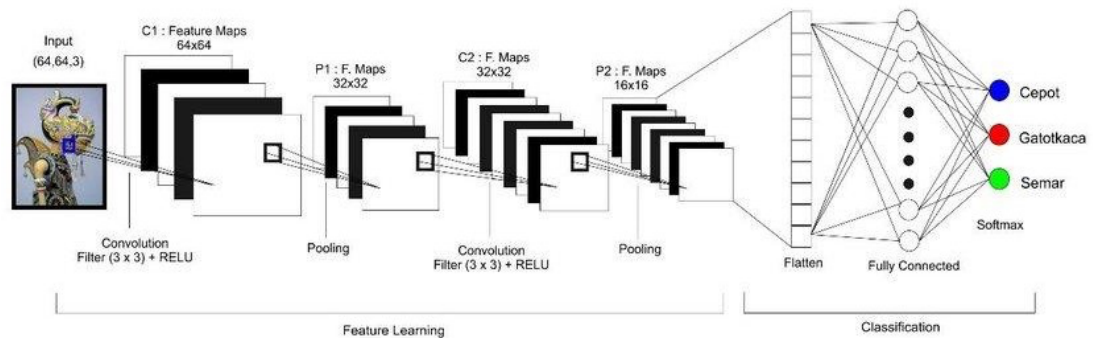 Input
(64,64,3)
C1 : Feature Maps
64x64
P1 : F. Maps
32x32
C2 : F. Maps
32x32
P2 : F. Maps
16x16
Convolution
Filter (3 x 3) + RELU
Pooling
Convolution
Filter (3 x 3) + RELU
Pooling
Flatten
Fully Connected
Cepot
Gatotkaca
Semar
Softmax
Feature Learning
Classification